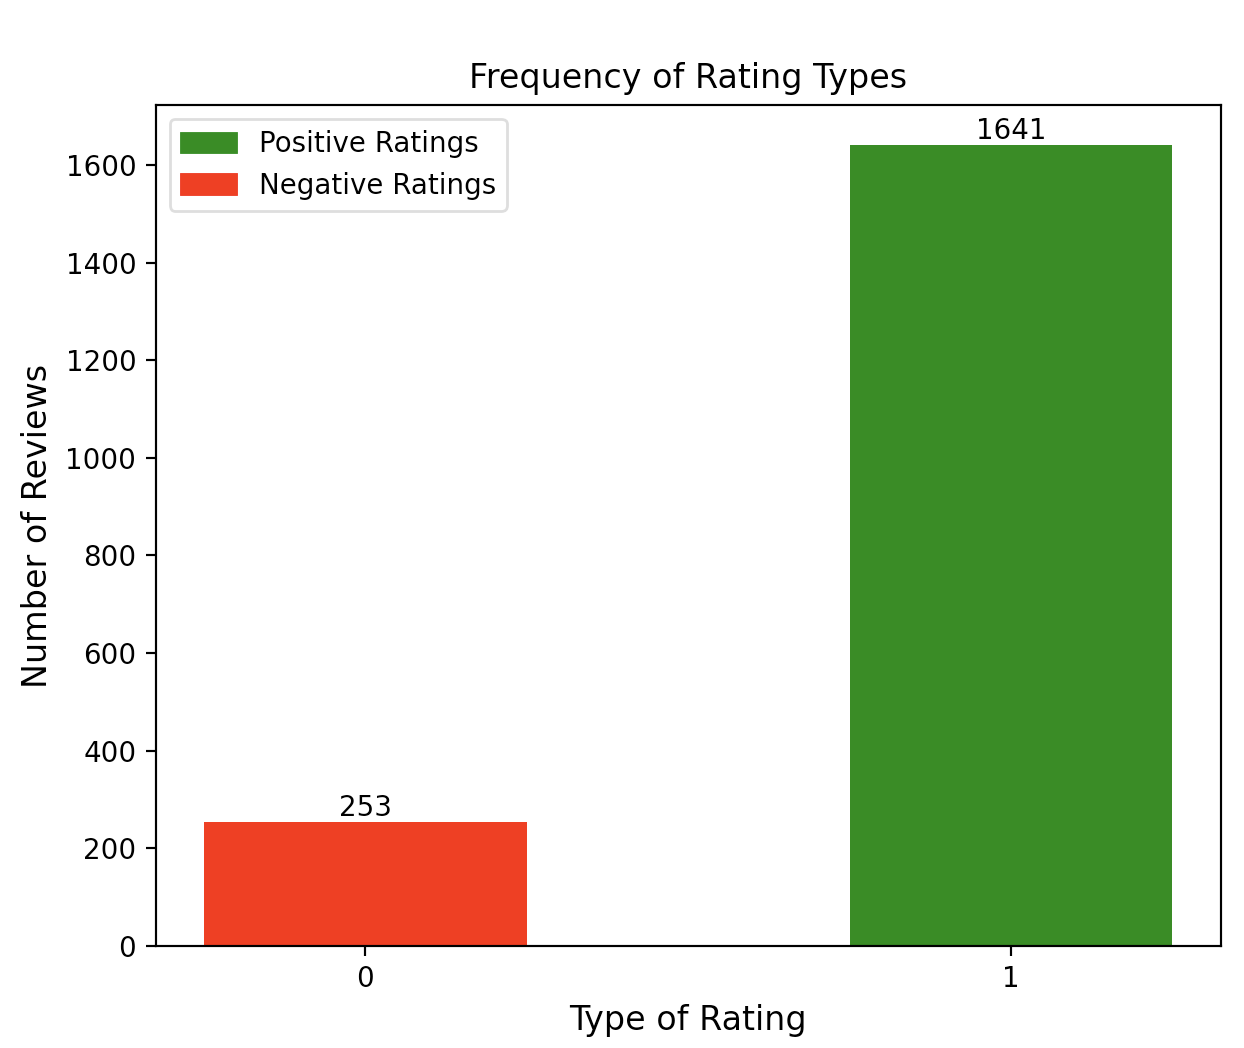 Frequency of Rating Types
Positive Ratings
Negative Ratings
1641
253
1600
1400
1200
1000
800
600
400
200
0
Number of Reviews
0 1
Type of Rating